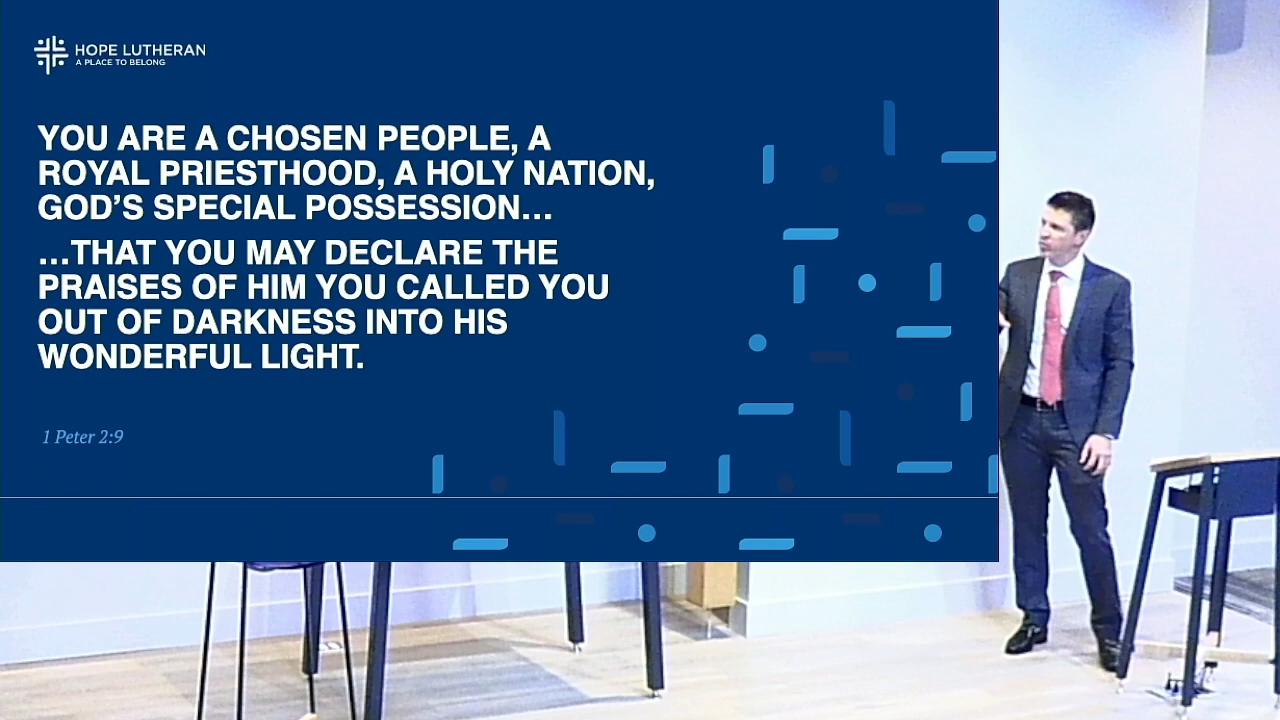 HOPE LUTHERAN
A PLACE TO BELONG
YOU ARE A CHOSEN PEOPLE, A
ROYAL PRIESTHOOD, A HOLY NATION,
GOD'S SPECIAL POSSESSION...
...THAT YOU MAY DECLARE THE
PRAISES OF HIM YOU CALLED YOU
OUT OF DARKNESS INTO HIS
WONDERFUL LIGHT.
1 Peter 2:9